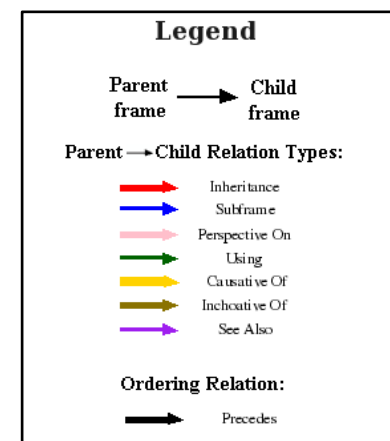 Legend
Parent Child
frame frame
Parent Child Relation Types:
Inheritance
Subframe
Perspective On
Using
Causative Of
Inchoative Of
See Also
Ordering Relation:
Precedes